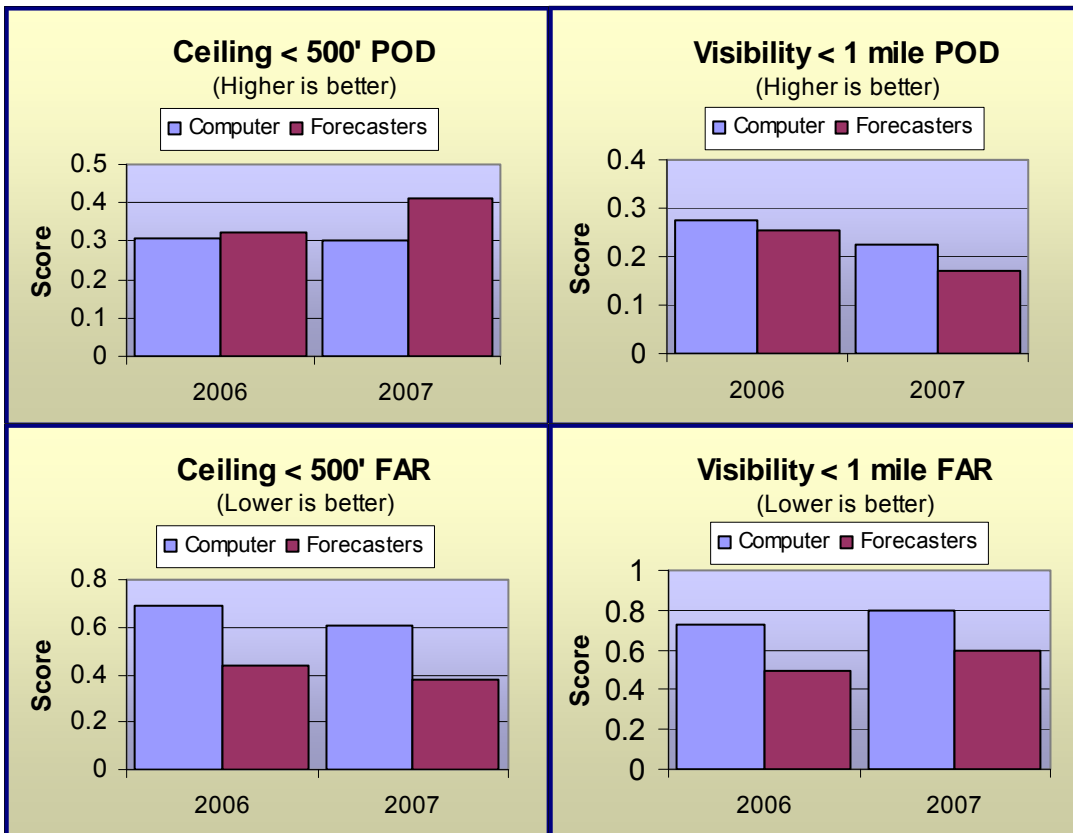 Ceiling < 500' POD
(Higher is better)
Computer Forecasters
0.5
0.4
0.3
0.2
0.1
0
Score
2006 2007
Visibility < 1 mile POD
(Higher is better)
Computer Forecasters
0.4
0.3
0.2
0.1
0
Score
2006 2007
Ceiling < 500' FAR
(Lower is better)
Computer Forecasters
0.8
0.6
0.4
0.2
0
Score
2006 2007
Visibility < 1 mile FAR
(Lower is better)
Computer Forecasters
1
0.8
0.6
0.4
0.2
0
Score
2006 2007